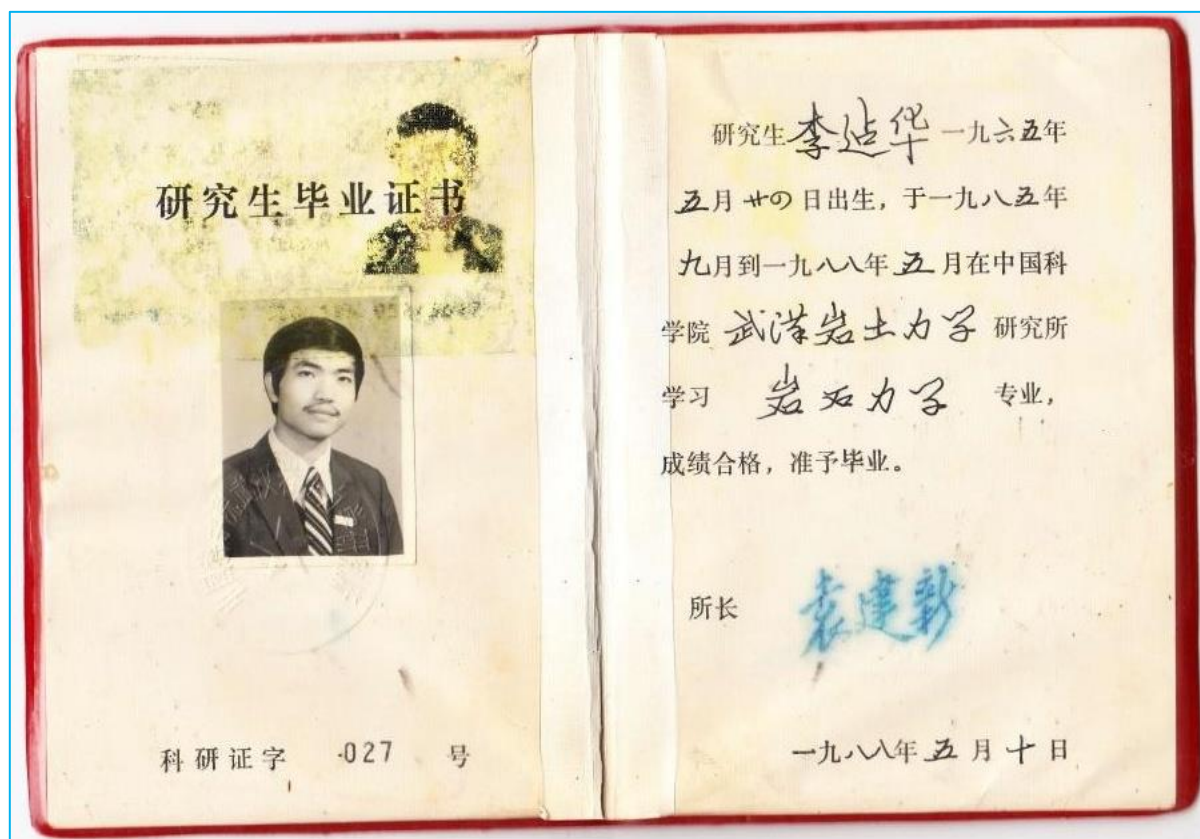 研究生毕业证书
科研证字 027 号
研究生李造华一九六五年
五月廿の日出生，于一九八五年
九月到一九八八年五月在中国科
学院 武汉岩土力学 研究所
学习 岩石力学 专业，
成绩合格，准予毕业。
所长 袁建新
一九八八年五月十日